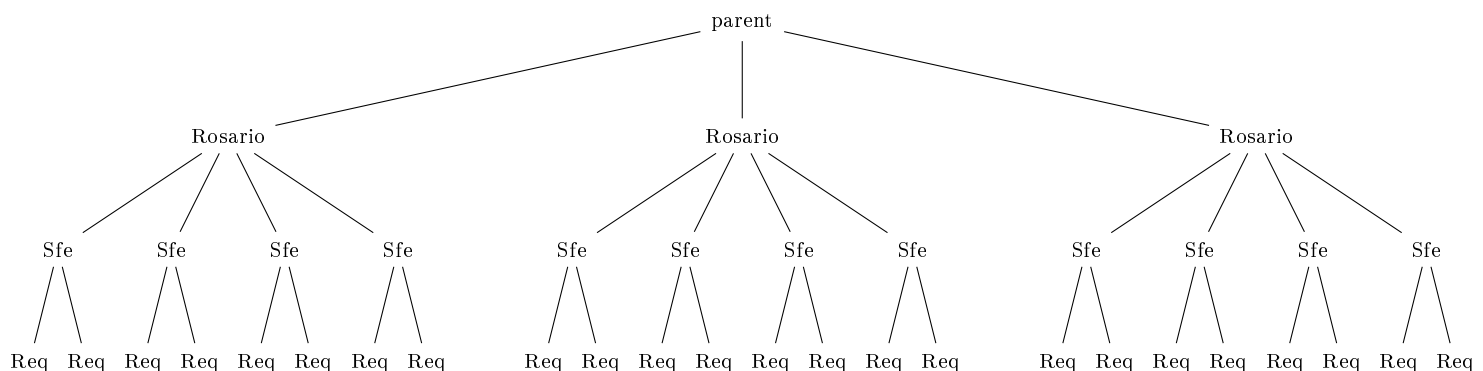 parent
Rosario Rosario Rosario
Sfe Sfe Sfe Sfe Sfe Sfe Sfe Sfe Sfe Sfe Sfe Sfe
Req Req Req Req Req Req Req Req Req Req Req Req Req Req Req Req Req Req Req Req Req Req Req Req